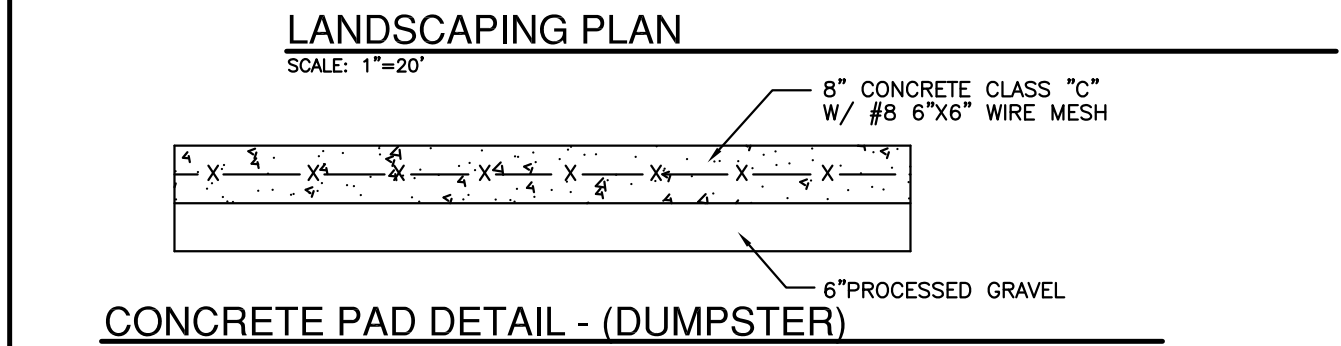 LANDSCAPING PLAN
SCALE: 1"=20'
8" CONCRETE CLASS "C"
W/ #8 6"X6" WIRE MESH
X X X X X X X X
6"PROCESSED GRAVEL
CONCRETE PAD DETAIL - (DUMPSTER)